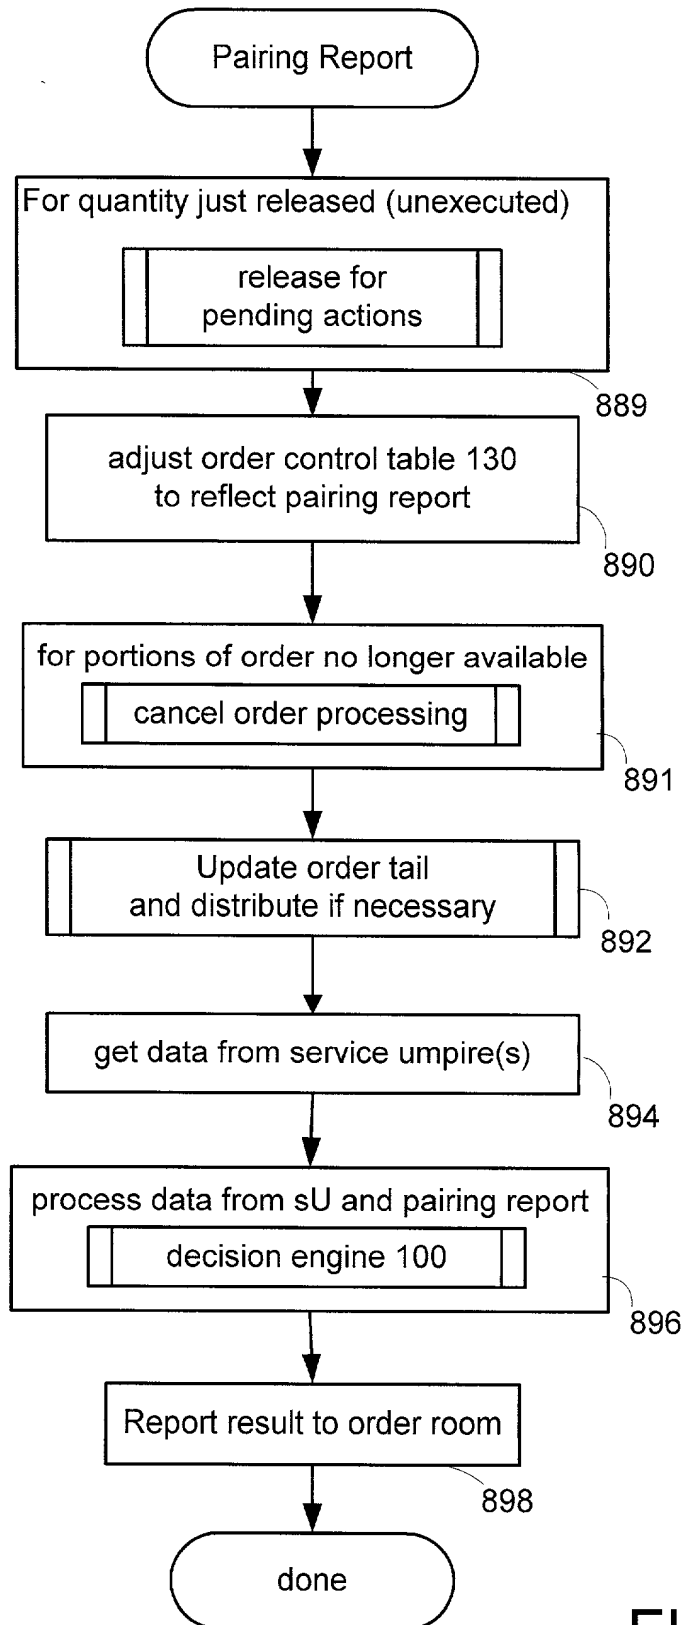 Pairing Report
For quantity just released (unexecuted)
release for
pending actions
889
adjust order control table 130
to reflect pairing report
890
for portions of order no longer available
cancel order processing
891
Update order tail
and distribute if necessary
892
get data from service umpire(s)
894
process data from sU and pairing report
decision engine 100
896
Report result to order room
898
done